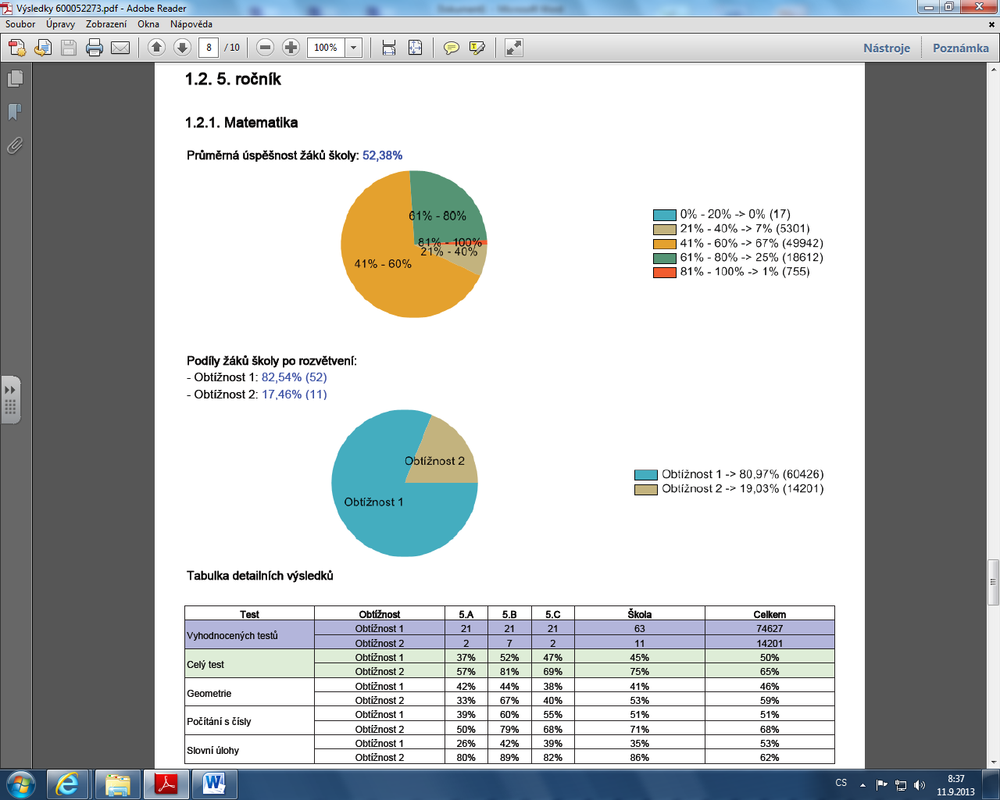 Výsledky 600052273.pdf - Adobe Reader
Soubor Úpravy Zobrazení Okna Nápověda
8 / 10 100% Nástroje Poznámka
1.2. 5. ročník
1.2.1. Matematika
Průměrná úspěšnost žáků školy: 52,38%
61% - 80%
81% - 100%
21% - 40%
41% - 60%
0% - 20% -> 0% (17)
21% - 40% -> 7% (5301)
41% - 60% -> 67% (49942)
61% - 80% -> 25% (18612)
81% - 100% -> 1% (755)
Podíly žáků školy po rozvětvení:
- Obtížnost 1: 82,54% (52)
- Obtížnost 2: 17,46% (11)
Obtížnost 2
Obtížnost 1
Obtížnost 1 -> 80,97% (60426)
Obtížnost 2 -> 19,03% (14201)
Tabulka detailních výsledků
Test Obtížnost 5.A 5.B 5.C Škola Celkem
Vyhodnocených testů Obtížnost 1 21 21 21 63 74627
Obtížnost 2 2 7 2 11 14201
Celý test Obtížnost 1 37% 52% 47% 45% 50%
Obtížnost 2 57% 81% 69% 75% 65%
Geometrie Obtížnost 1 42% 44% 38% 41% 46%
Obtížnost 2 33% 67% 40% 53% 59%
Počítání s čísly Obtížnost 1 39% 60% 55% 51% 51%
Obtížnost 2 50% 79% 68% 71% 68%
Slovní úlohy Obtížnost 1 26% 42% 39% 35% 53%
Obtížnost 2 80% 89% 82% 86% 62%
CS 8:37
11.9.2013